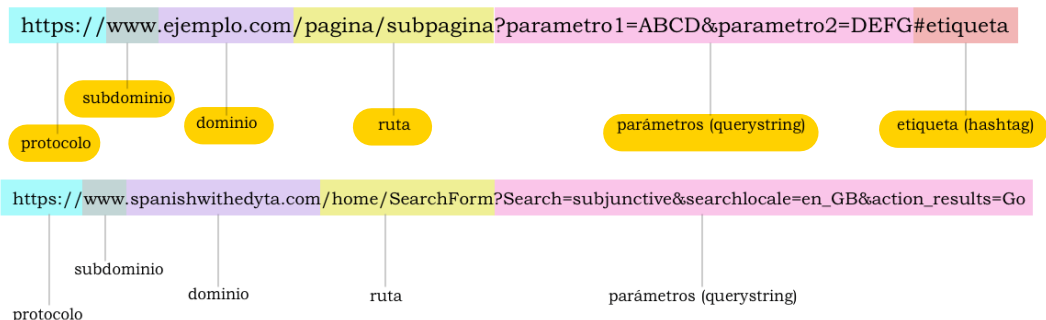 https://www.ejemplo.com/pagina/subpagina?parametro1=ABCD&parametro2=DEFG#etiqueta
subdominio
dominio
ruta
parámetros (querystring)
etiqueta (hashtag)
protocolo
https://www.spanishwithedyta.com/home/SearchForm?Search=subjunctive&searchlocale=en_GB&action_results=Go
subdominio
dominio
ruta
parámetros (querystring)
protocolo